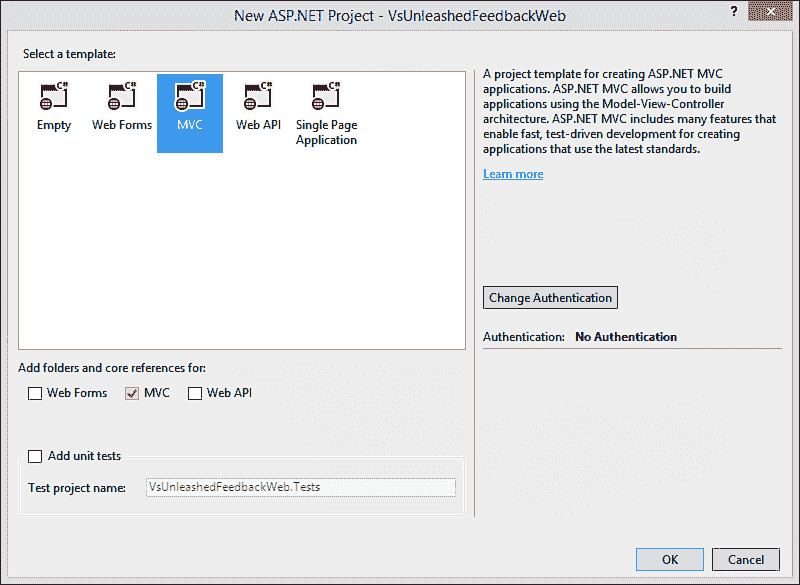 New ASP.NET Project - VsUnleashedFeedbackWeb
?
x
Select a template:
C# C# C# C# C#
Empty Web Forms MVC Web API Single Page
Application
A project template for creating ASP.NET MVC
applications. ASP.NET MVC allows you to build
applications using the Model-View-Controller
architecture. ASP.NET MVC includes many features that
enable fast, test-driven development for creating
applications that use the latest standards.
Learn more
Change Authentication
Authentication: No Authentication
Add folders and core references for:
Web Forms MVC Web API
Add unit tests
Test project name: VsUnleashedFeedbackWeb.Tests
OK Cancel